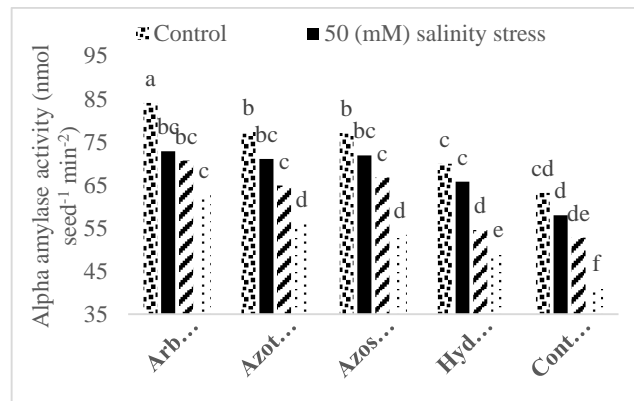 Control
50 (mM) salinity stress
Alpha amylase activity (nmol
seed-1 min-2)
95
85
75
65
55
45
35
a
bc
bc
c
b
bc
c
d
b
bc
c
d
c
c
d
e
cd
d
de
f
Arb…
Azot…
Azos…
Hyd…
Cont…